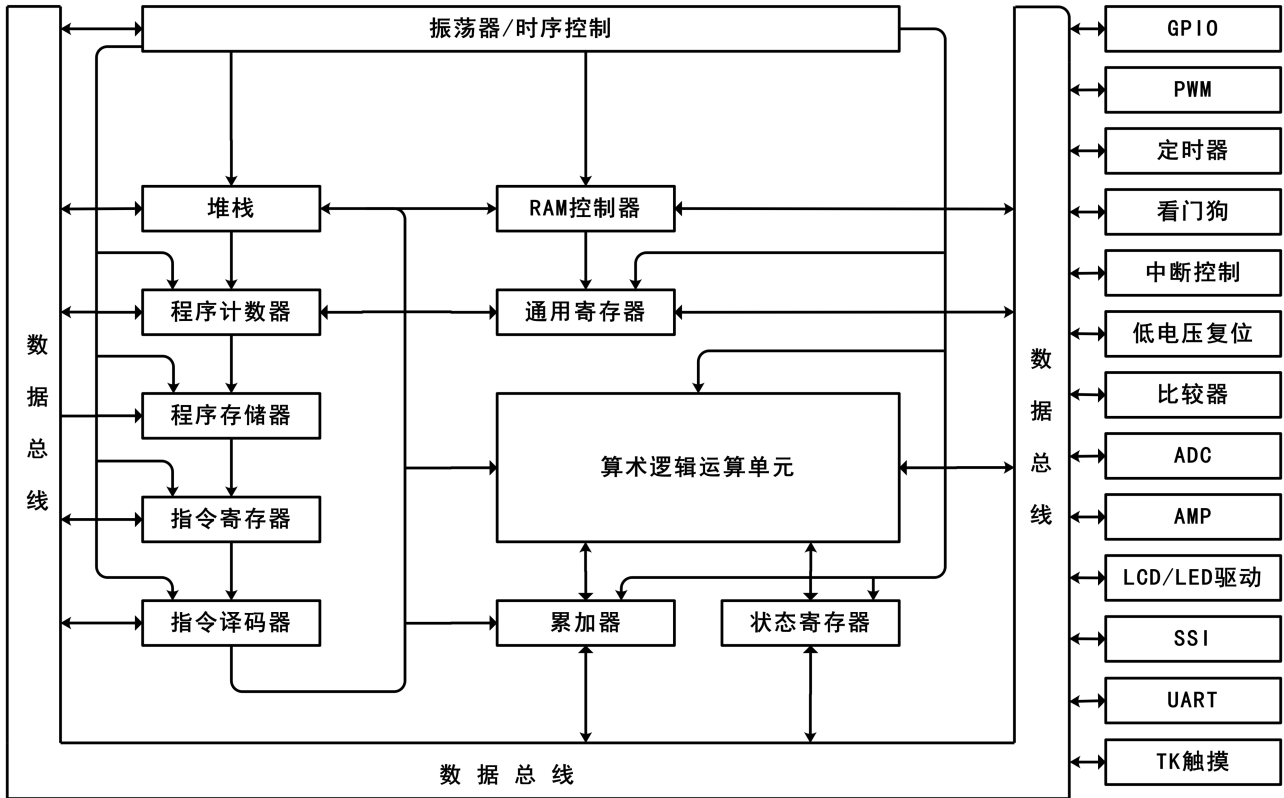 振荡器/时序控制
堆栈
RAM控制器
程序计数器
通用寄存器
程序存储器
算术逻辑运算单元
指令寄存器
指令译码器
累加器
状态寄存器
数据总线
数据总线
数据总线
GPIO
PWM
定时器
看门狗
中断控制
低电压复位
比较器
ADC
AMP
LCD/LED驱动
SSI
UART
TK触摸